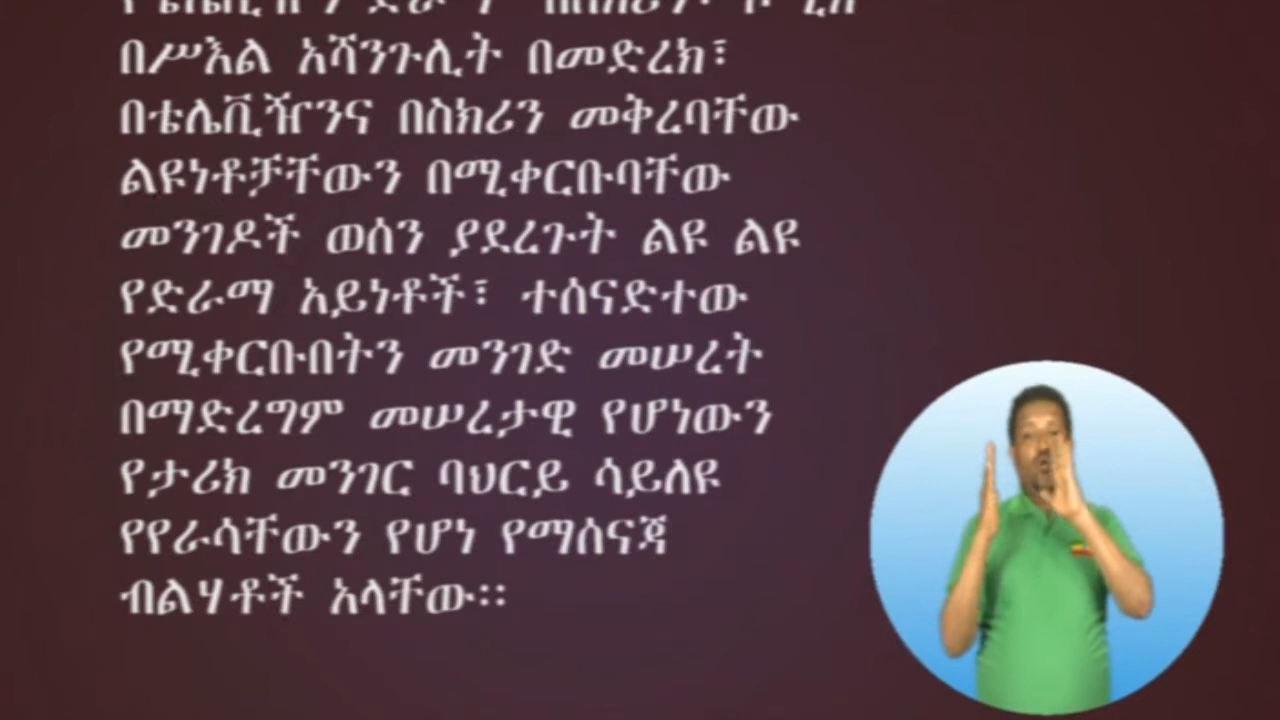 በሥእል አሻንጉሊት በመድረክ፣
በቴሌቪዥንና በስክሪን መቅረባቸው
ልዩነቶቻቸውን በሚቀርቡባቸው
መንገዶች ወሰን ያደረጉት ልዩ ልዩ
የድራማ አይነቶች፣ ተሰናድተው
የሚቀርቡበትን መንገድ መሠረት
በማድረግም መሠረታዊ የሆነውን
የታሪክ መንገር ባህርይ ሳይለዩ
የየራሳቸውን የሆነ የማሰናጃ
ብልሃቶች አላቸው፡፡